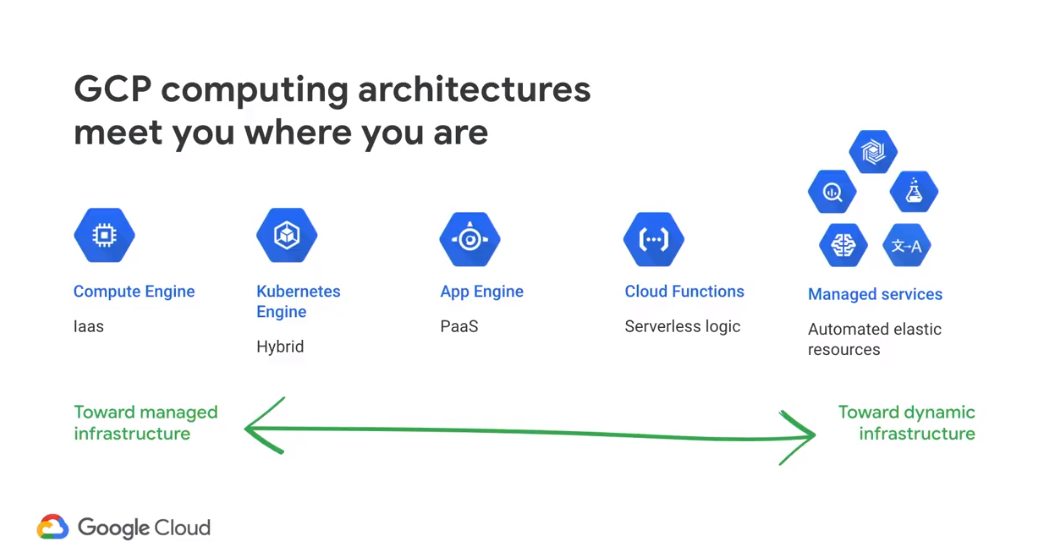 GCP computing architectures
meet you where you are
Compute Engine
Iaas
Kubernetes
Engine
Hybrid
App Engine
PaaS
Cloud Functions
Serverless logic
文→A
Managed services
Automated elastic
resources
Toward managed
infrastructure
Toward dynamic
infrastructure
Google Cloud